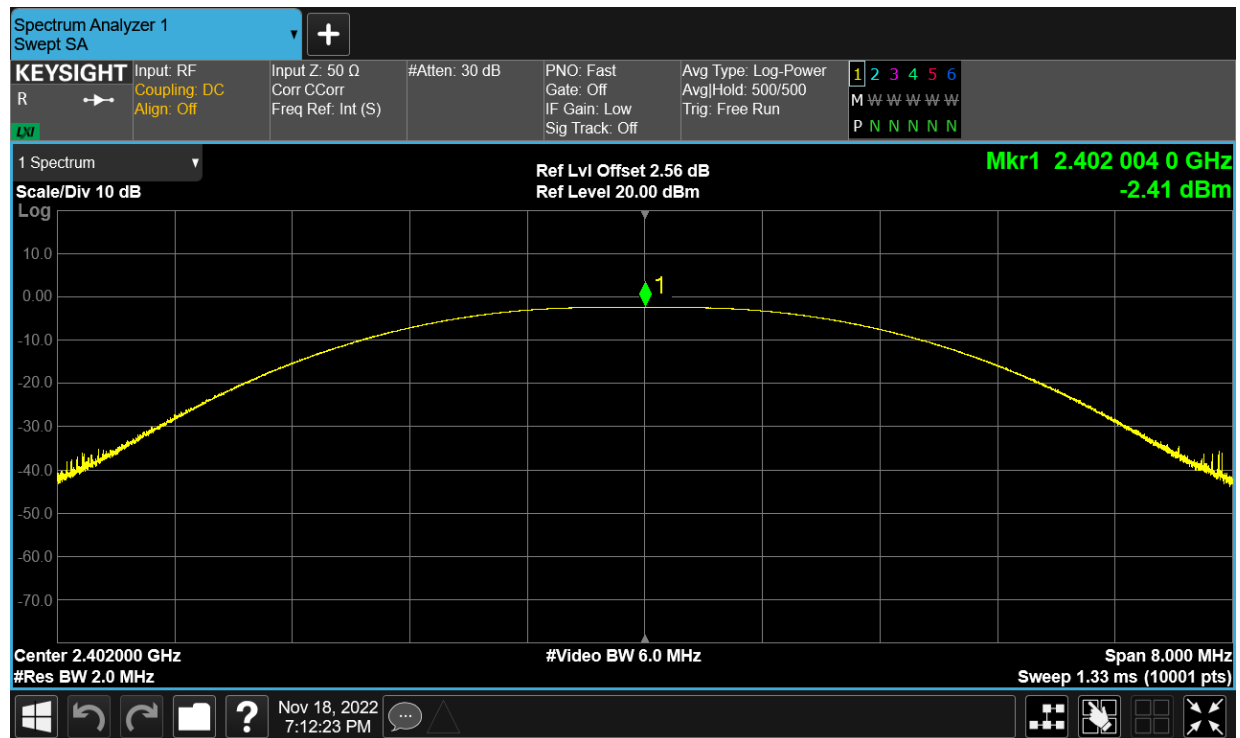 Spectrum Analyzer 1
Swept SA
KEYSIGHT
R
LXI
Input: RF
Coupling: DC
Align: Off
Input Z: 50 Ω
Corr CCorr
Freq Ref: Int (S)
#Atten: 30 dB
PNO: Fast
Gate: Off
IF Gain: Low
Sig Track: Off
Avg Type: Log-Power
Avg|Hold: 500/500
Trig: Free Run
1 2 3 4 5 6
M W W W W W
P N N N N N
1 Spectrum
Scale/Div 10 dB
Ref Lvl Offset 2.56 dB
Ref Level 20.00 dBm
Mkr1 2.402 004 0 GHz
-2.41 dBm
Log
10.0
0.00
-10.0
-20.0
-30.0
-40.0
-50.0
-60.0
-70.0
1
Center 2.402000 GHz
#Res BW 2.0 MHz
#Video BW 6.0 MHz
Span 8.000 MHz
Sweep 1.33 ms (10001 pts)
?
Nov 18, 2022
7:12:23 PM